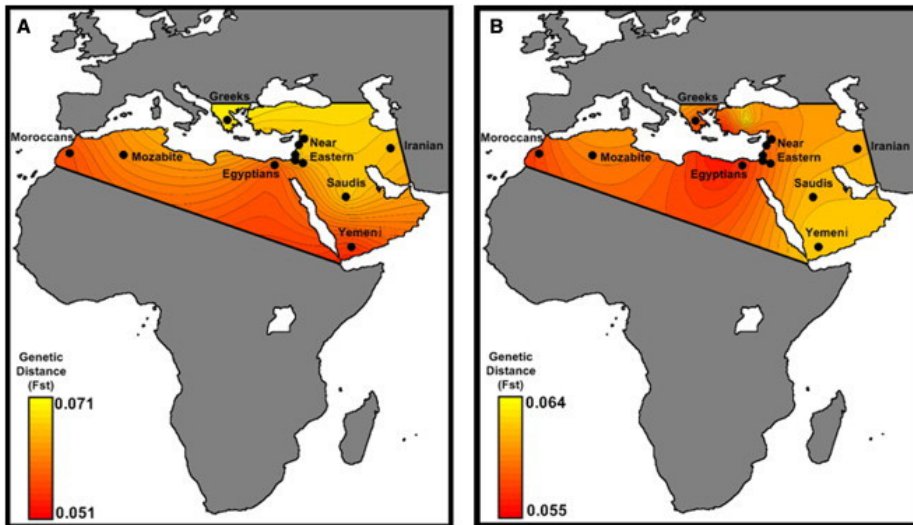 A
Greeks
Moroccans
Mozabite
Near
Eastern
Iranian
Egyptians
Saudis
Yemeni
Genetic
Distance
(Fst)
0.071
0.051
B
Greeks
Moroccans
Mozabite
Near
Eastern
Iranian
Egyptians
Saudis
Yemeni
Genetic
Distance
(Fst)
0.064
0.055